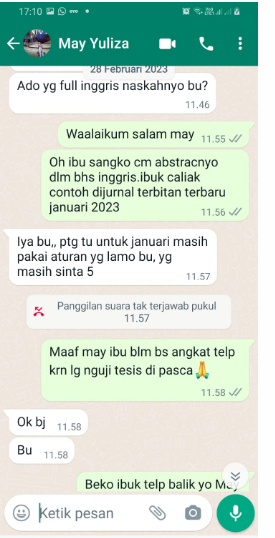 17:10
May Yuliza
28 Februari 2023
Ado yg full inggris naskahnyo bu?
11.46
Waalaikum salam may 11.55
Oh ibu sangko cm abstracnyo
dlm bhs inggris.ibuk caliak
contoh dijurnal terbitan terbaru
januari 2023
11.56
Iya bu,, ptg tu untuk januari masih
pakai aturan yg lamo bu, yg
masih sinta 5
11.57
Panggilan suara tak terjawab pukul
11.57
Maaf may ibu blm bs angkat telp
krn lg nguji tesis di pasca🙏
11.58
Ok bj 11.58
Bu 11.58
Beko ibuk telp balik yo May
Ketik pesan